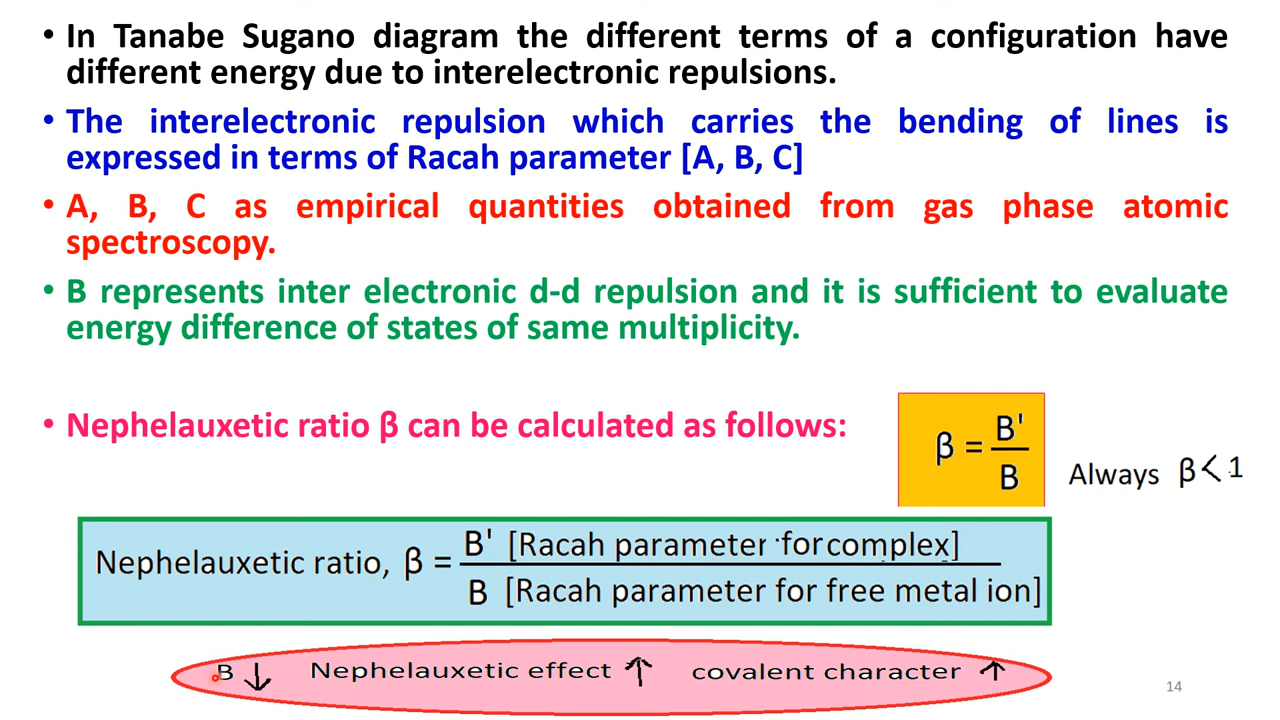 • In Tanabe Sugano diagram the different terms of a configuration have
different energy due to interelectronic repulsions.
• The interelectronic repulsion which carries the bending of lines is
expressed in terms of Racah parameter [A, B, C]
• A, B, C as empirical quantities obtained from gas phase atomic
spectroscopy.
• B represents inter electronic d-d repulsion and it is sufficient to evaluate
energy difference of states of same multiplicity.
• Nephelauxetic ratio β can be calculated as follows:
β = B' / B
Always β < 1
Nephelauxetic ratio, β = B' [Racah parameter for complex]
B [Racah parameter for free metal ion]
B ↓ Nephelauxetic effect ↑ covalent character ↑
14